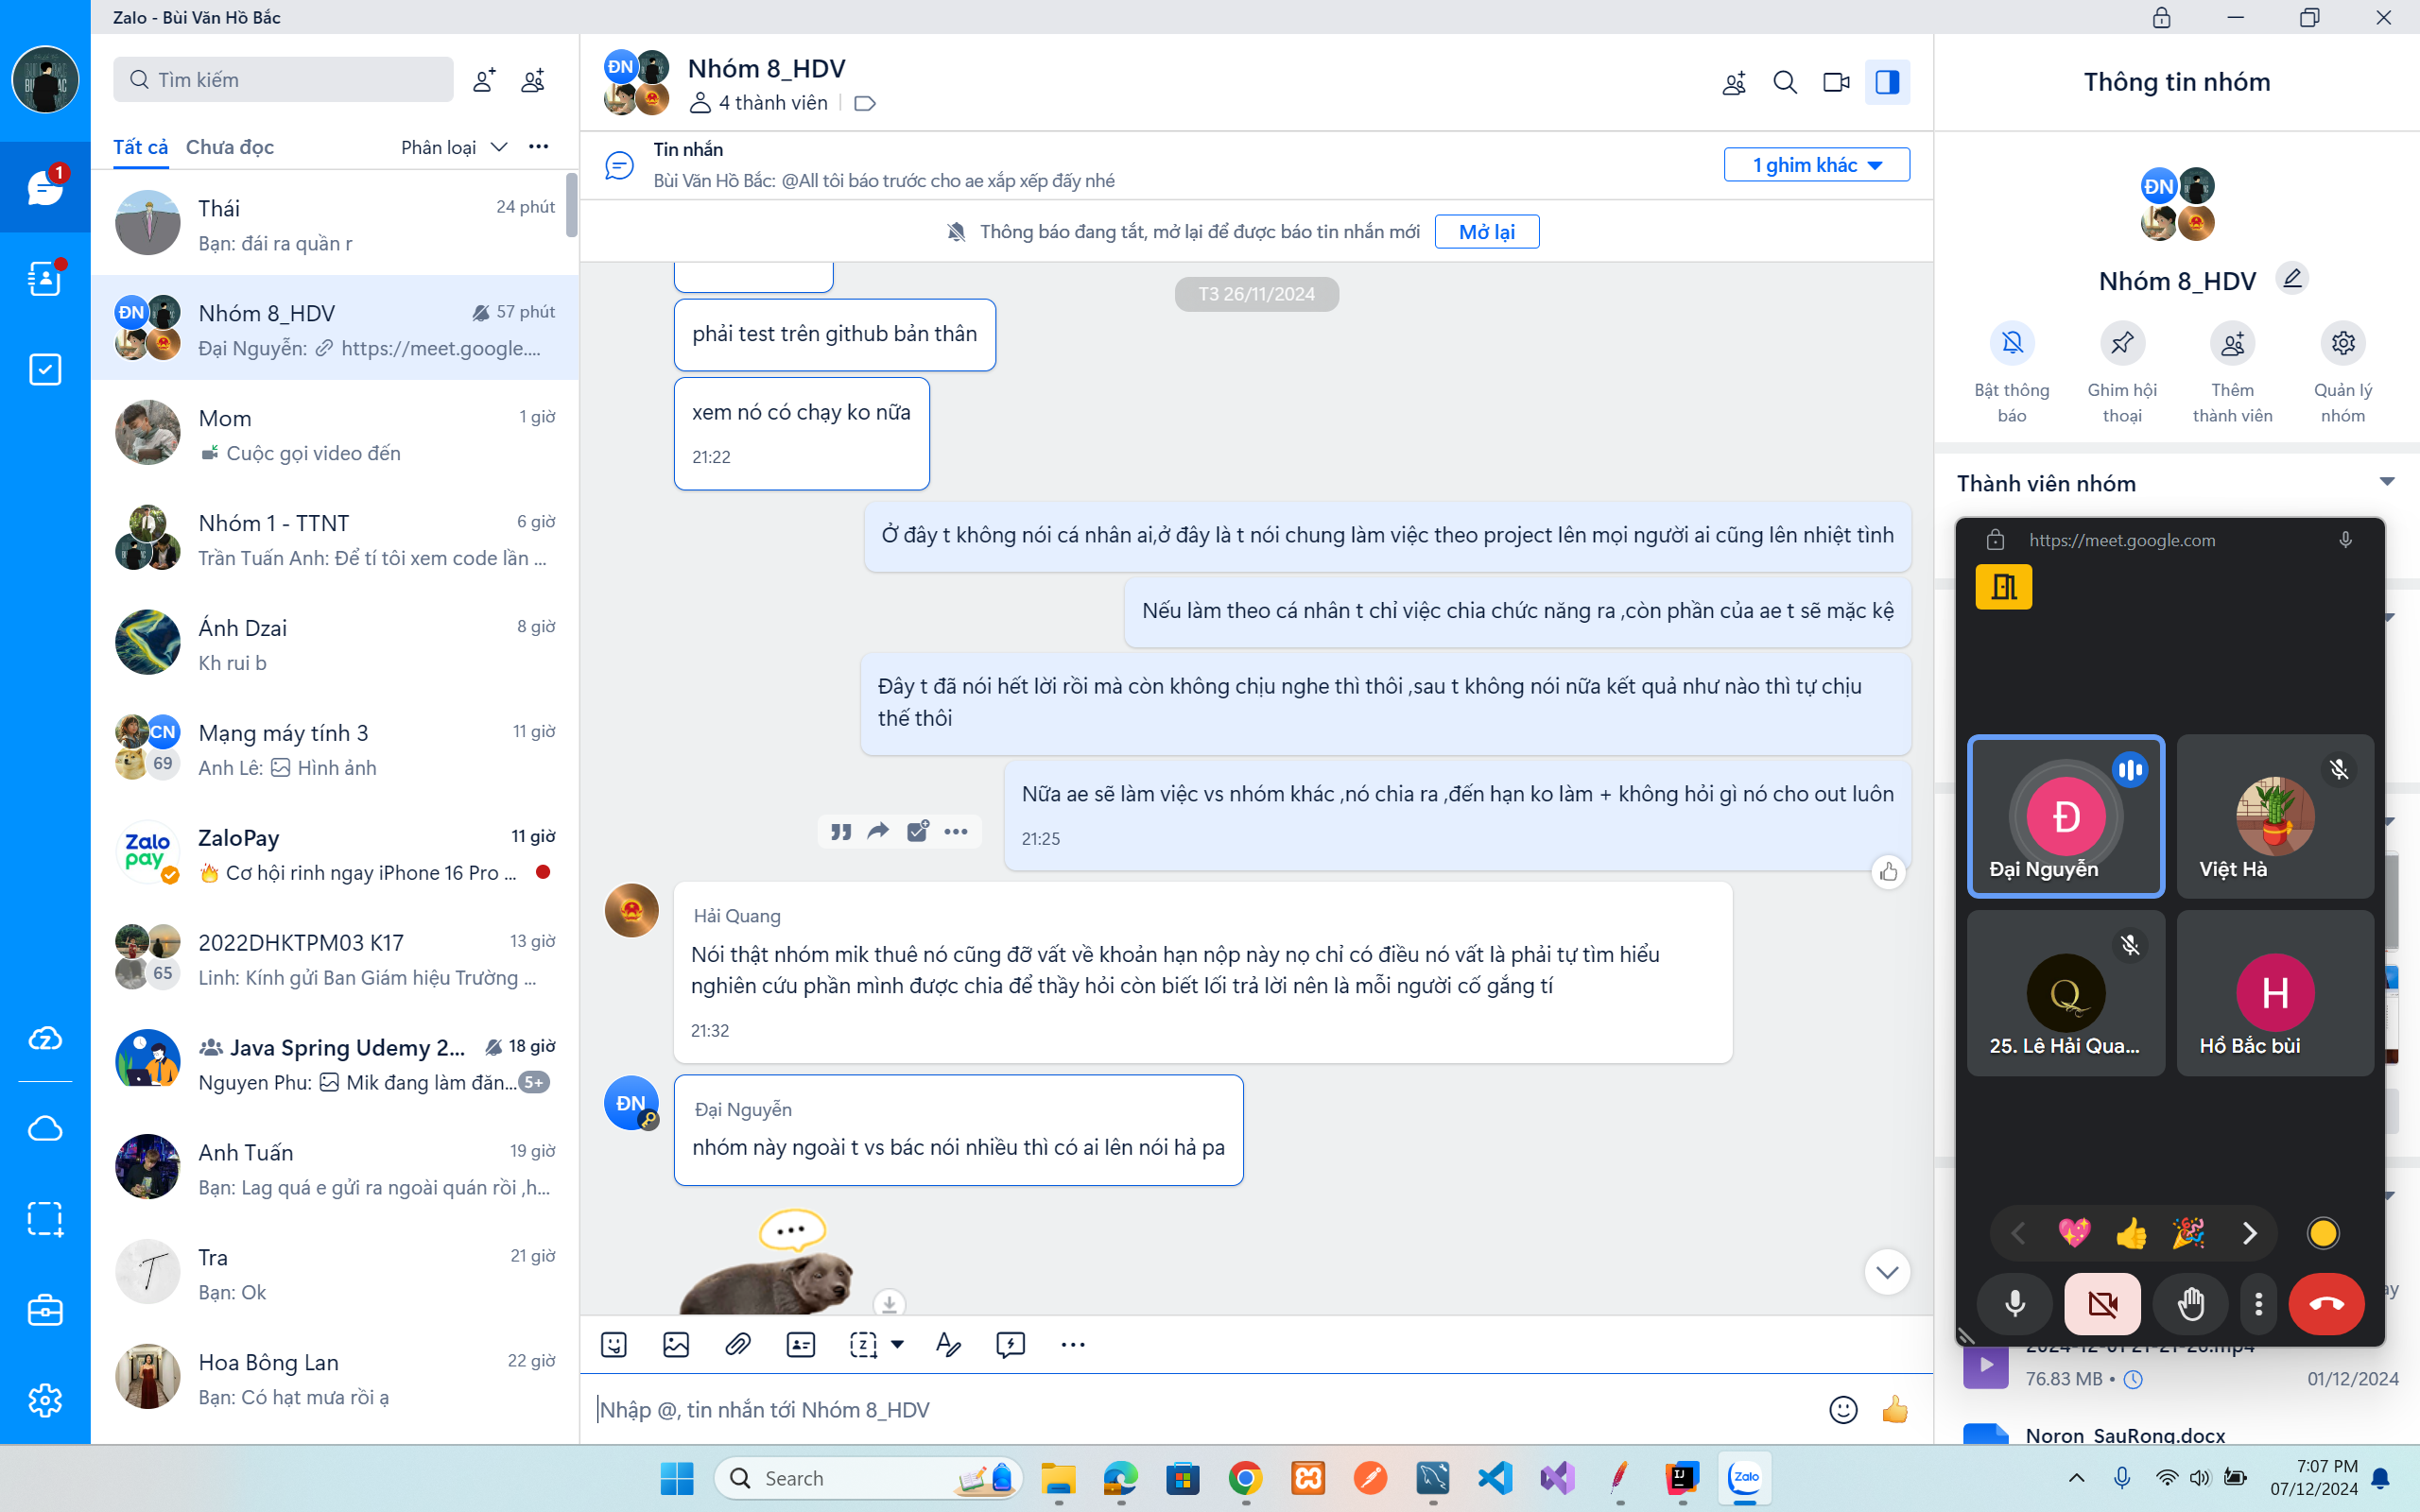 Zalo - Bùi Văn Hồ Bắc
Tìm kiếm
Tất cả Chưa đọc Phân loại
1
Thái 24 phút
Bạn: đái ra quần r
ĐN Nhóm 8_HDV 57 phút
Đại Nguyễn: https://meet.google....
Mom 1 giờ
Cuộc gọi video đến
Nhóm 1 - TTNT 6 giờ
Trần Tuấn Anh: Để tí tôi xem code lần ...
Ánh Dzai 8 giờ
Kh rui b
CN 69 Mạng máy tính 3 11 giờ
Anh Lê: Hình ảnh
Zalo pay ZaloPay 11 giờ
Cơ hội rinh ngay iPhone 16 Pro ...
65 2022DHKTPM03 K17 13 giờ
Linh: Kính gửi Ban Giám hiệu Trường ...
Java Spring Udemy 2... 18 giờ
Nguyen Phu: Mik đang làm đăn... 5+
Anh Tuấn 19 giờ
Bạn: Lag quá e gửi ra ngoài quán rồi ,h...
Tra 21 giờ
Bạn: Ok
Hoa Bông Lan 22 giờ
Bạn: Có hạt mưa rồi ạ
ĐN Nhóm 8_HDV
4 thành viên
Tin nhắn
Bùi Văn Hồ Bắc: @All tôi báo trước cho ae xắp xếp đấy nhé
1 ghim khác
Thông báo đang tắt, mở lại để được báo tin nhắn mới Mở lại
T3 26/11/2024
phải test trên github bản thân
xem nó có chạy ko nữa
21:22
Ở đây t không nói cá nhân ai,ở đây là t nói chung làm việc theo project lên mọi người ai cũng lên nhiệt tình
Nếu làm theo cá nhân t chỉ việc chia chức năng ra ,còn phần của ae t sẽ mặc kệ
Đây t đã nói hết lời rồi mà còn không chịu nghe thì thôi ,sau t không nói nữa kết quả như nào thì tự chịu
thế thôi
Nữa ae sẽ làm việc vs nhóm khác ,nó chia ra ,đến hạn ko làm + không hỏi gì nó cho out luôn
21:25
Hải Quang
Nói thật nhóm mik thuê nó cũng đỡ vất về khoản hạn nộp này nọ chỉ có điều nó vất là phải tự tìm hiểu
nghiên cứu phần mình được chia để thầy hỏi còn biết lối trả lời nên là mỗi người cố gắng tí
21:32
ĐN
Đại Nguyễn
nhóm này ngoài t vs bác nói nhiều thì có ai lên nói hả pa
Nhập @, tin nhắn tới Nhóm 8_HDV
Thông tin nhóm
ĐN
Nhóm 8_HDV
Bật thông
báo
Ghim hội
thoại
Thêm
thành viên
Quản lý
nhóm
Thành viên nhóm
https://meet.google.com
Đ
Đại Nguyễn
Việt Hà
Q
25. Lê Hải Qua...
H
Hồ Bắc bùi
ay
2024-12-01 21-21-26.mp4
76.83 MB • 01/12/2024
Noron_SauRong.docx
Search
Zalo
7:07 PM
07/12/2024